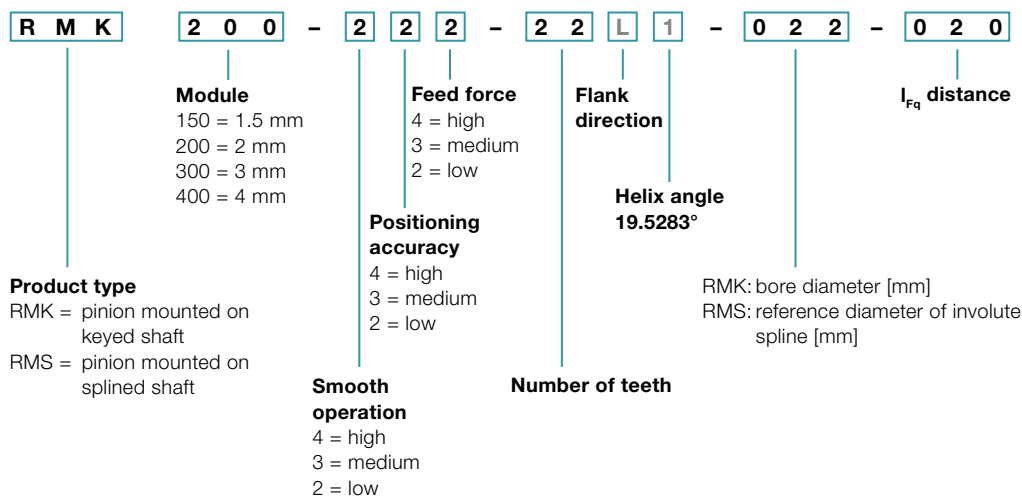 R M K 2 0 0 – 2 2 2 – 2 2 L 1 – 0 2 2 – 0 2 0
Module
150 = 1.5 mm
200 = 2 mm
300 = 3 mm
400 = 4 mm
Feed force
4 = high
3 = medium
2 = low
Flank
direction
lFq distance
Helix angle
19.5283°
Positioning
accuracy
4 = high
3 = medium
2 = low
Product type
RMK = pinion mounted on
keyed shaft
RMS = pinion mounted on
splined shaft
RMK: bore diameter [mm]
RMS: reference diameter of involute
spline [mm]
Smooth
operation
4 = high
3 = medium
2 = low
Number of teeth